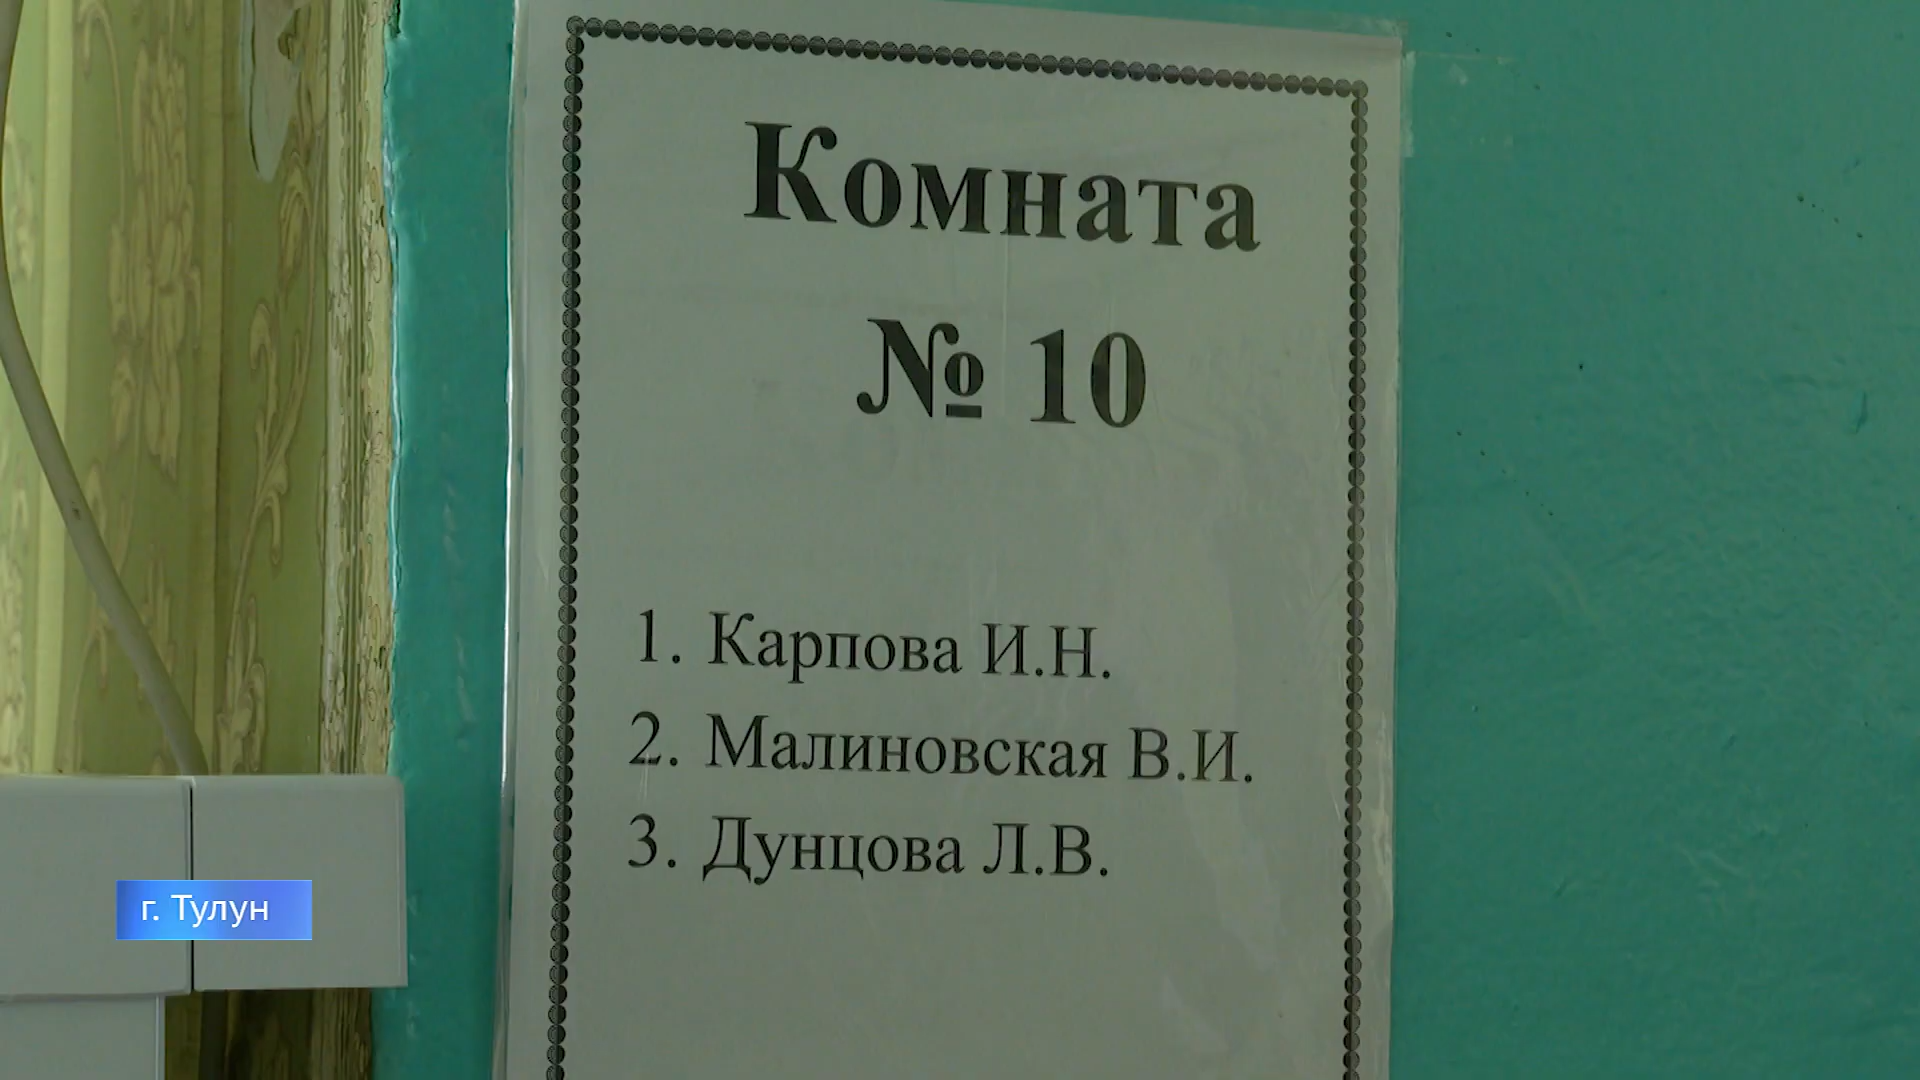 Комната
№ 10
1. Карпова И.Н.
2. Малиновская В.И.
3. Дунцова Л.В.
г. Тулун